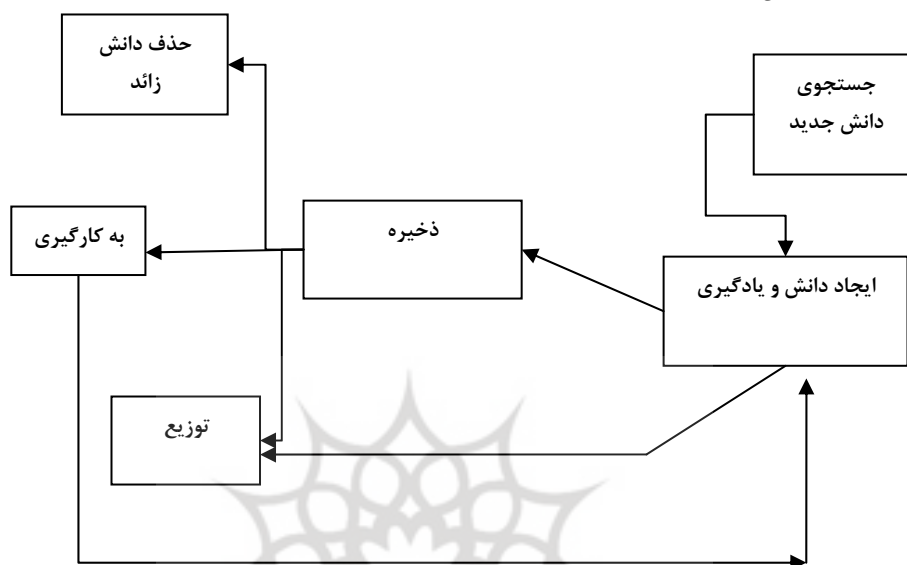 حذف دانش
زائد
جستجوی
دانش جدید
ذخیره
به کارگیری
ایجاد دانش و یادگیری
توزیع